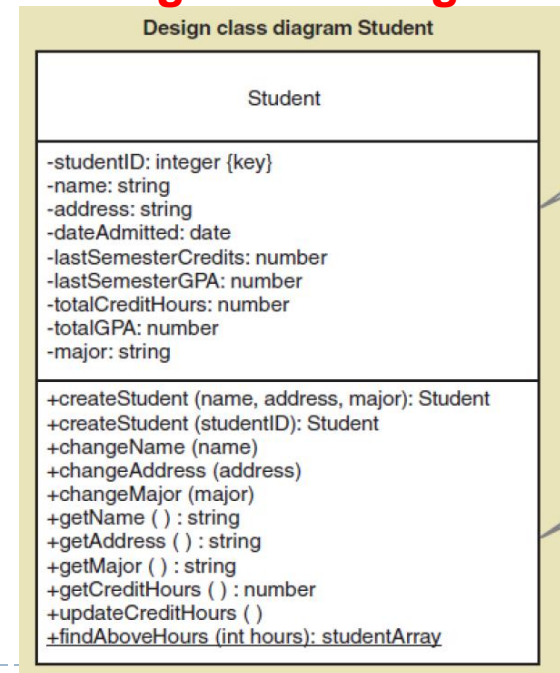 Design class diagram Student
Student
-studentID: integer {key}
-name: string
-address: string
-dateAdmitted: date
-lastSemesterCredits: number
-lastSemesterGPA: number
-totalCreditHours: number
-totalGPA: number
-major: string
+createStudent (name, address, major): Student
+createStudent (studentID): Student
+changeName (name)
+changeAddress (address)
+changeMajor (major)
+getName ( ) : string
+getAddress ( ) : string
+getMajor ( ) : string
+getCreditHours ( ) : number
+updateCreditHours ( )
+findAboveHours (int hours): studentArray